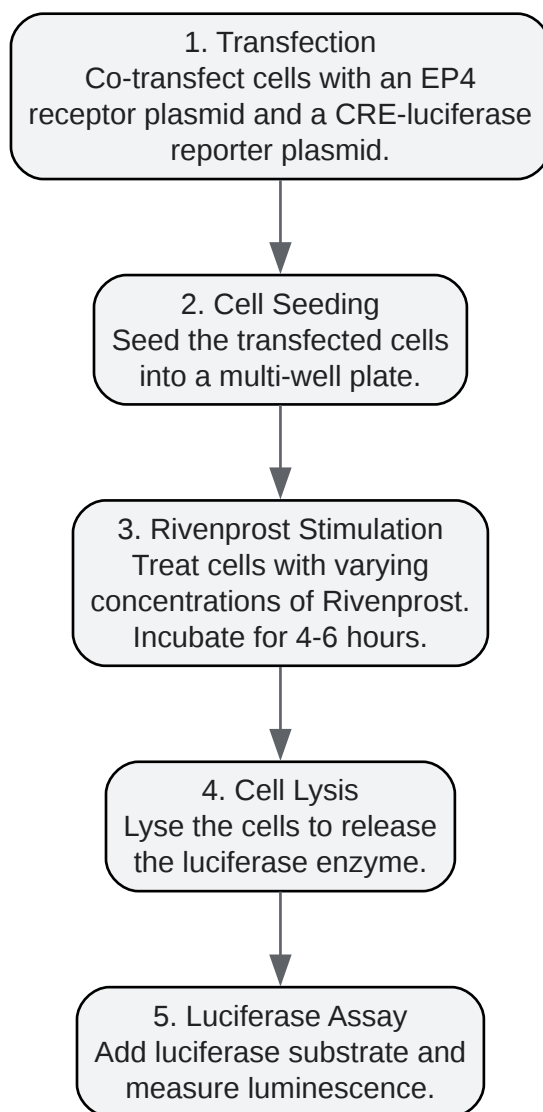 1. Transfection
Co-transfect cells with an EP4
receptor plasmid and a CRE-luciferase
reporter plasmid.
2. Cell Seeding
Seed the transfected cells
into a multi-well plate.
3. Rivenprost Stimulation
Treat cells with varying
concentrations of Rivenprost.
Incubate for 4-6 hours.
4. Cell Lysis
Lyse the cells to release
the luciferase enzyme.
5. Luciferase Assay
Add luciferase substrate and
measure luminescence.